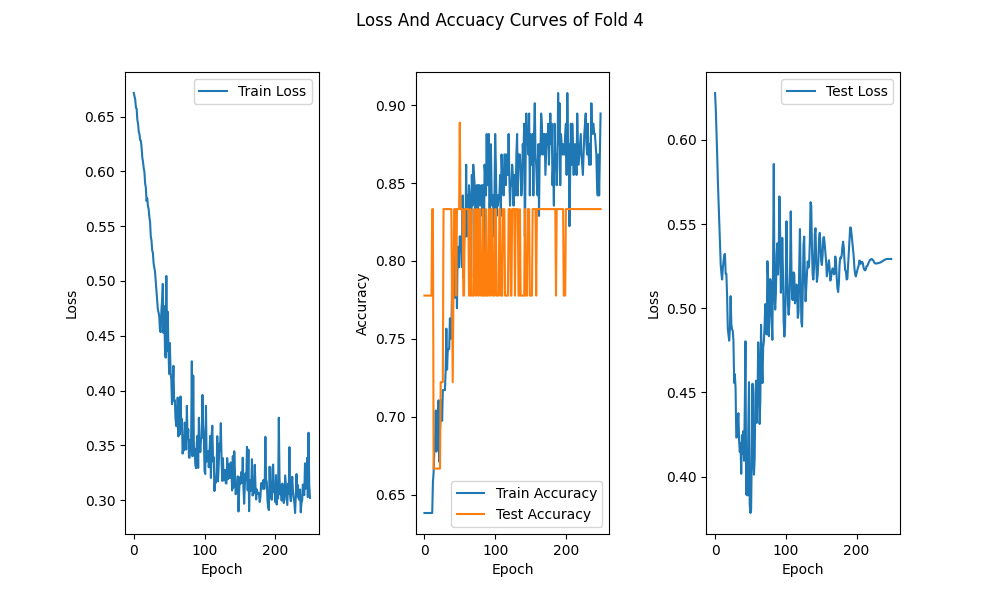 Loss And Accuacy Curves of Fold 4
Train Loss
0.65
0.60
0.55
0.50
0.45
0.40
0.35
0.30
Loss
0 100 200
Epoch
0.90
0.85
0.80
0.75
0.70
0.65
Accuracy
Train Accuracy
Test Accuracy
0 100 200
Epoch
Test Loss
0.60
0.55
0.50
0.45
0.40
Loss
0 100 200
Epoch